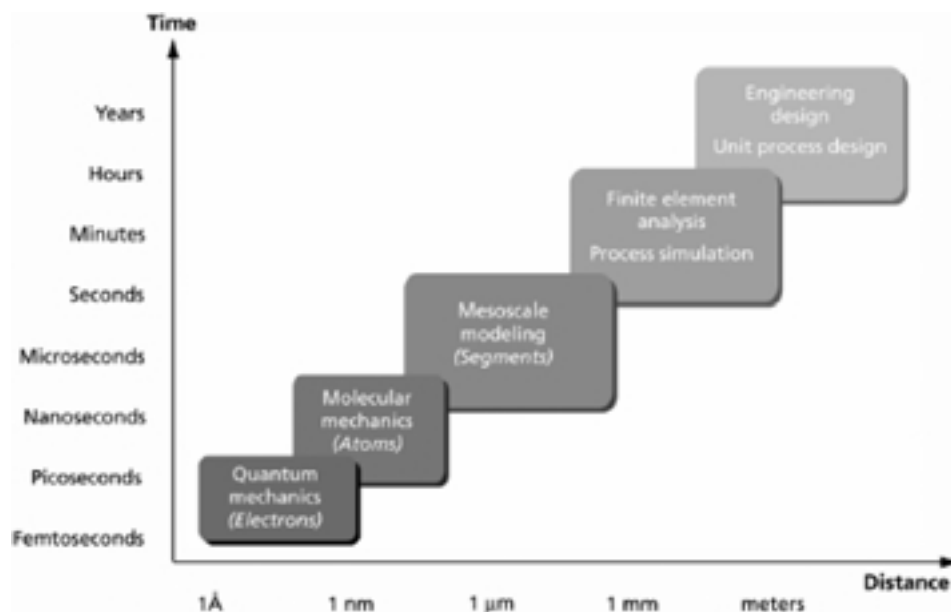 Time
Years
Hours
Minutes
Seconds
Microseconds
Nanoseconds
Picoseconds
Femtoseconds
Engineering
design
Unit process design
Finite element
analysis
Process simulation
Mesoscale
modeling
(Segments)
Molecular
mechanics
(Atoms)
Quantum
mechanics
(Electrons)
Distance
1Å
1 nm
1 μm
1 mm
meters